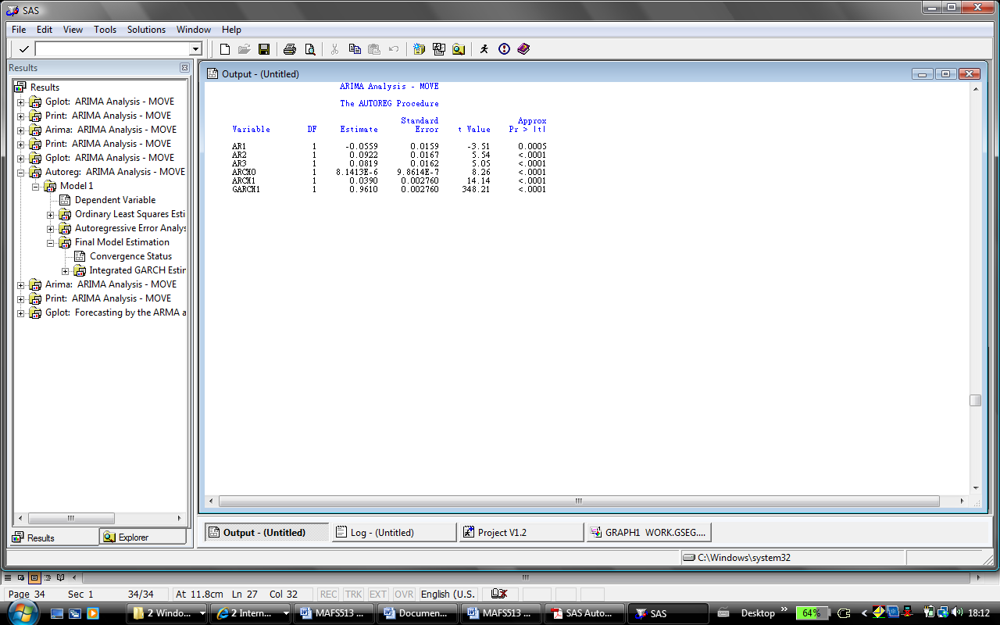 SAS
File Edit View Tools Solutions Window Help
Results
Results
Gplot: ARIMA Analysis - MOVE
Print: ARIMA Analysis - MOVE
Arima: ARIMA Analysis - MOVE
Print: ARIMA Analysis - MOVE
Gplot: ARIMA Analysis - MOVE
Autoreg: ARIMA Analysis - MOVE
Model 1
Dependent Variable
Ordinary Least Squares Esti
Autoregressive Error Analys
Final Model Estimation
Convergence Status
Integrated GARCH Estir
Arima: ARIMA Analysis - MOVE
Print: ARIMA Analysis - MOVE
Gplot: Forecasting by the ARMA a
Results Explorer
Output - (Untitled)
ARIMA Analysis - MOVE
The AUTOREG Procedure
Standard Approx
Variable DF Estimate Error t Value Pr > |t|
AR1 1 -0.0559 0.0159 -3.51 0.0005
AR2 1 0.0922 0.0167 5.54 <.0001
AR3 1 0.0819 0.0162 5.05 <.0001
ARCH0 1 8.1413E-6 9.8614E-7 8.26 <.0001
ARCH1 1 0.0390 0.002760 14.14 <.0001
GARCH1 1 0.9610 0.002760 348.21 <.0001
Output - (Untitled) Log - (Untitled) Project V1.2 GRAPH1 WORK.GSEG....
C:\Windows\system32
Page 34 Sec 1 34/34 At 11.8cm Ln 27 Col 32 REC TRK EXT OVR English (U.S.
2 Windo... 2 Intern... MAFS513 ... Documen... MAFS513 ... SAS Auto... SAS Desktop » 64% 18:12